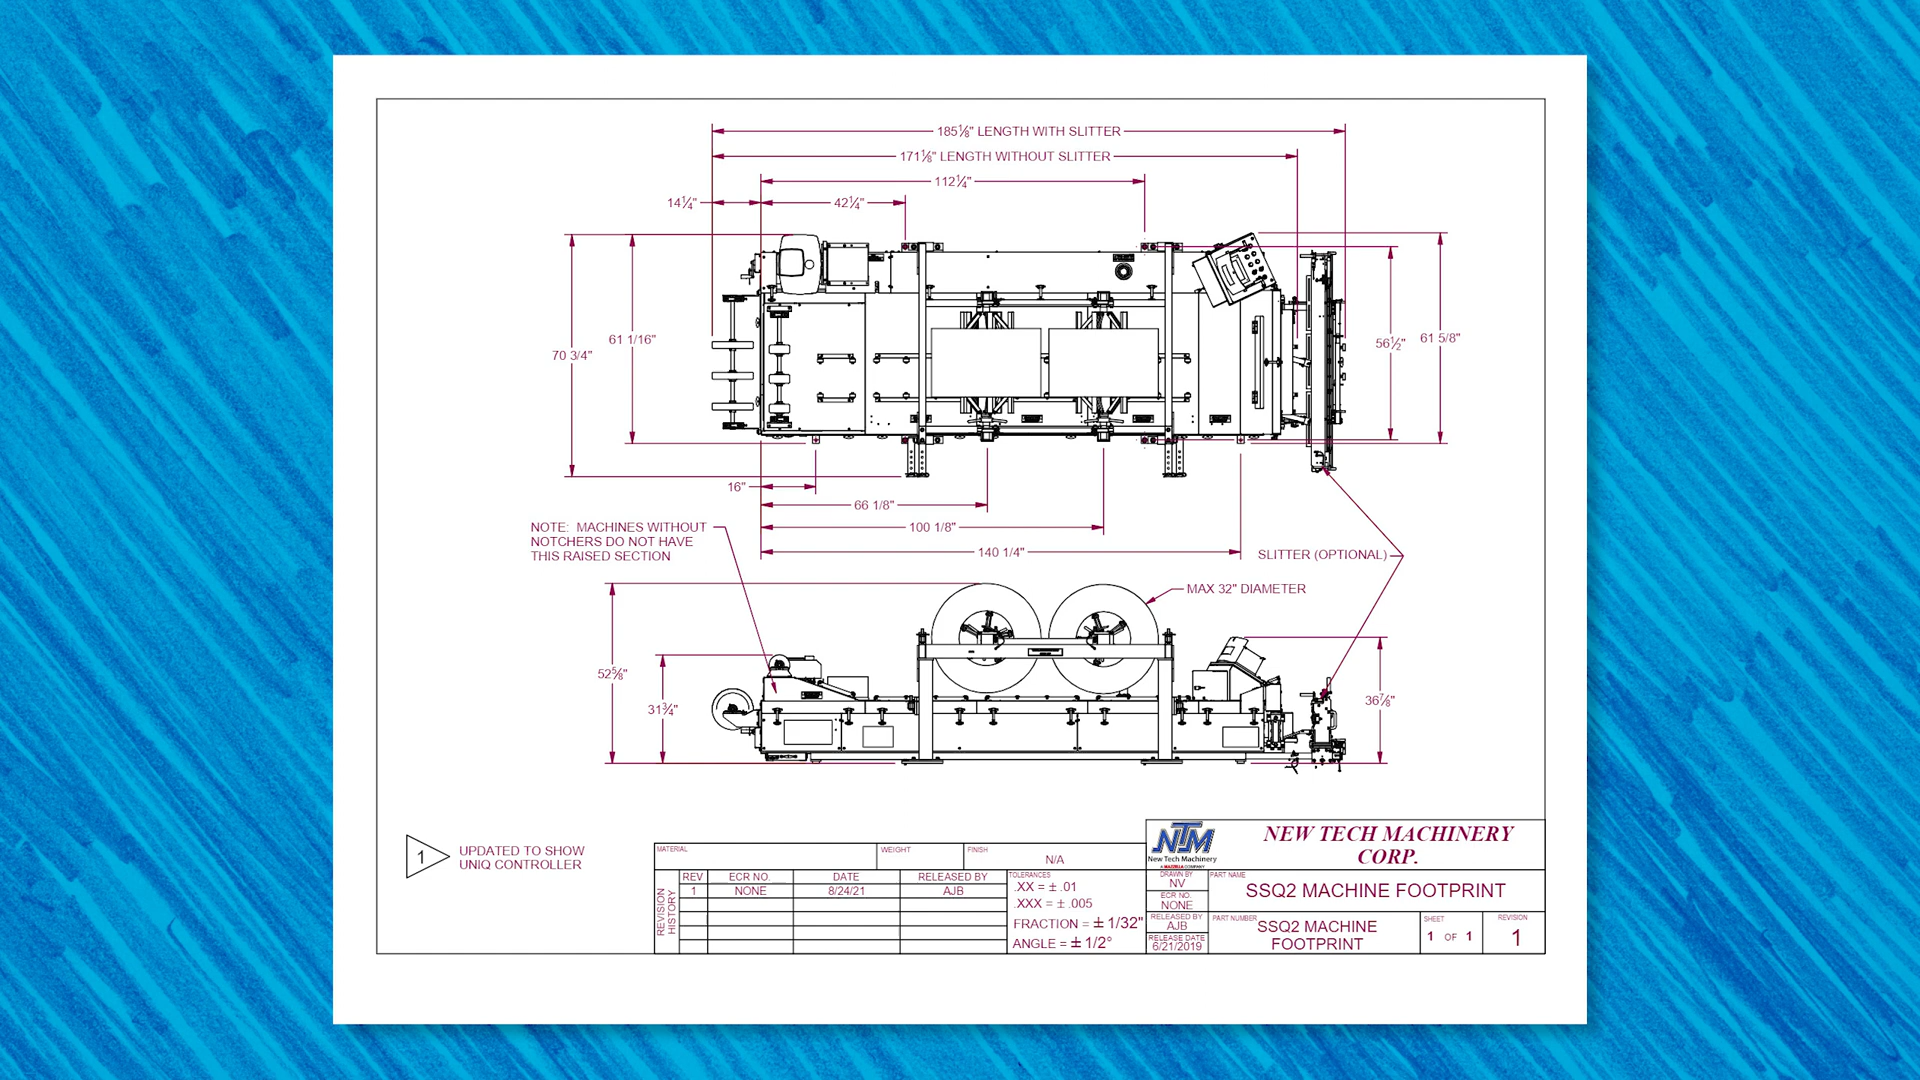 185⅛" LENGTH WITH SLITTER
171⅛" LENGTH WITHOUT SLITTER
112¼"
14¼"
42¼"
70 3/4"
61 1/16"
56½"
61 5/8"
16"
66 1/8"
100 1/8"
140 1/4"
NOTE: MACHINES WITHOUT
NOTCHERS DO NOT HAVE
THIS RAISED SECTION
SLITTER (OPTIONAL)
MAX 32" DIAMETER
52⅝"
31¾"
36⅞"
1
UPDATED TO SHOW
UNIQ CONTROLLER
MATERIAL
WEIGHT
FINISH
N/A
REVISION
HISTORY
REV
ECR NO.
DATE
RELEASED BY
1
NONE
8/24/21
AJB
TOLERANCES
.XX = ± .01
.XXX = ± .005
FRACTION = ± 1/32"
ANGLE = ± 1/2°
NTM
New Tech Machinery
A MAZZELLA COMPANY
NEW TECH MACHINERY
CORP.
DRAWN BY
NV
ECR NO.
NONE
RELEASED BY
AJB
RELEASE DATE
6/21/2019
PART NAME
SSQ2 MACHINE FOOTPRINT
PART NUMBER
SSQ2 MACHINE
FOOTPRINT
SHEET
1 OF 1
REVISION
1